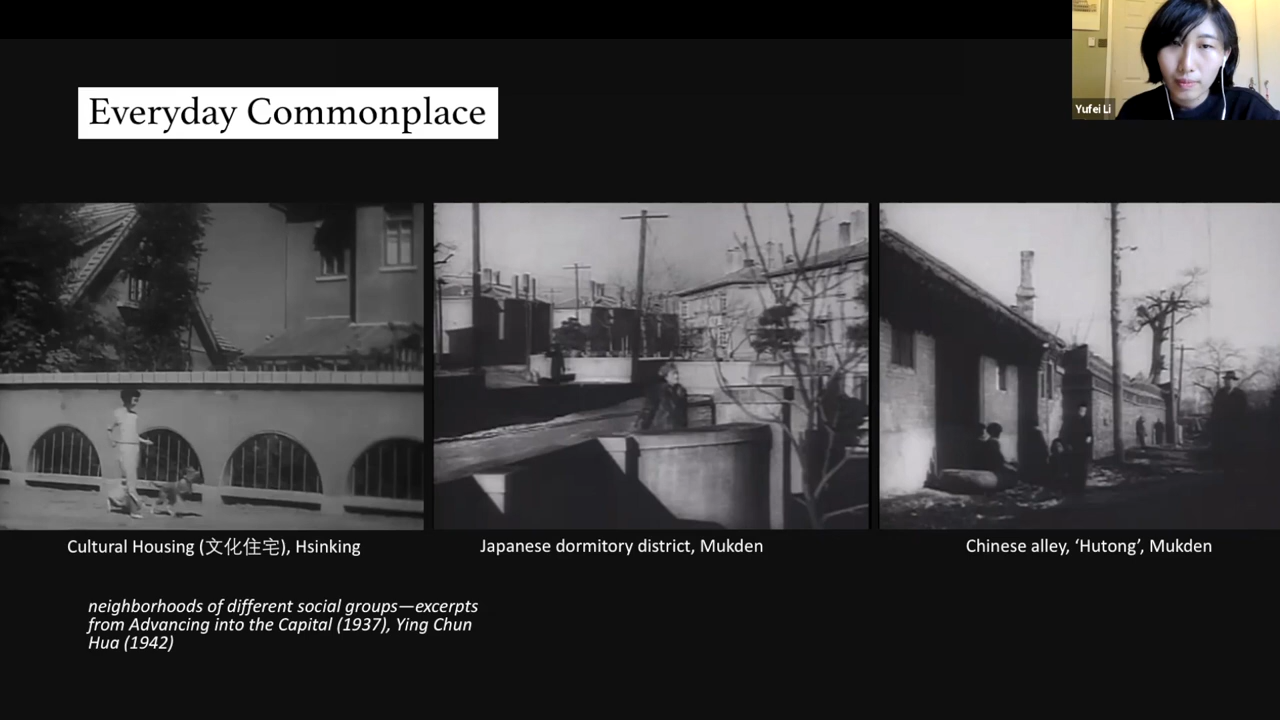 Everyday Commonplace
Yufei Li
Cultural Housing (文化住宅), Hsinking
Japanese dormitory district, Mukden
Chinese alley, ‘Hutong’, Mukden
neighborhoods of different social groups—excerpts
from Advancing into the Capital (1937), Ying Chun
Hua (1942)